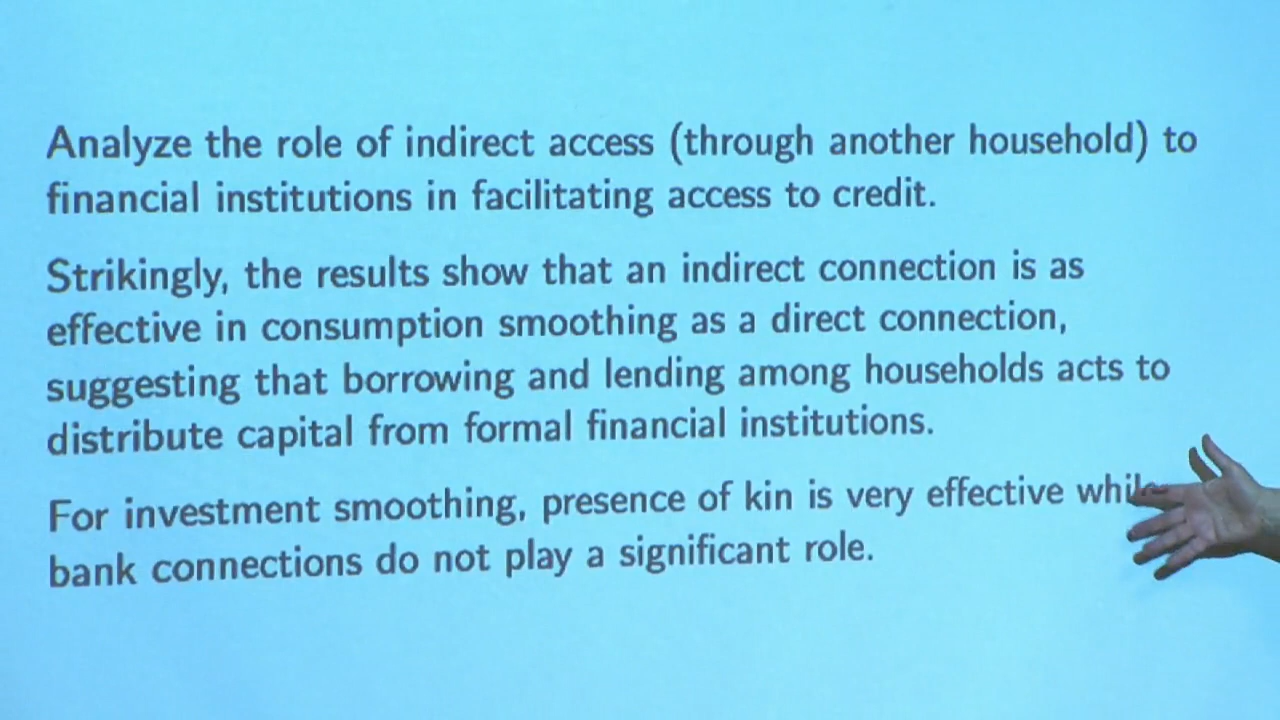 Analyze the role of indirect access (through another household) to
financial institutions in facilitating access to credit.
Strikingly, the results show that an indirect connection is as
effective in consumption smoothing as a direct connection,
suggesting that borrowing and lending among households acts to
distribute capital from formal financial institutions.
For investment smoothing, presence of kin is very effective while
bank connections do not play a significant role.